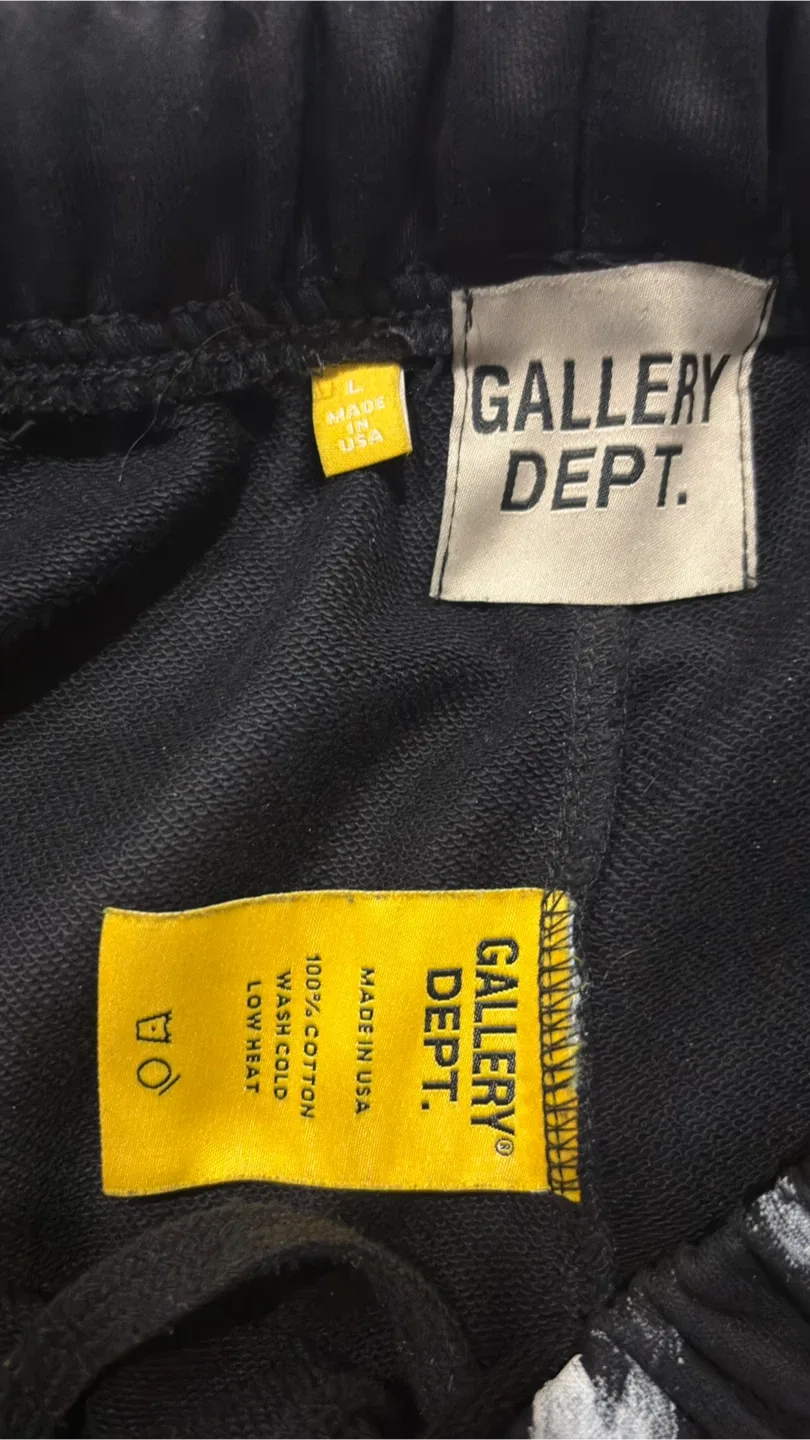 L
MADE
IN
USA
GALLERY
DEPT.
GALLERY®
DEPT.
MADE IN USA
100% COTTON
WASH COLD
LOW HEAT